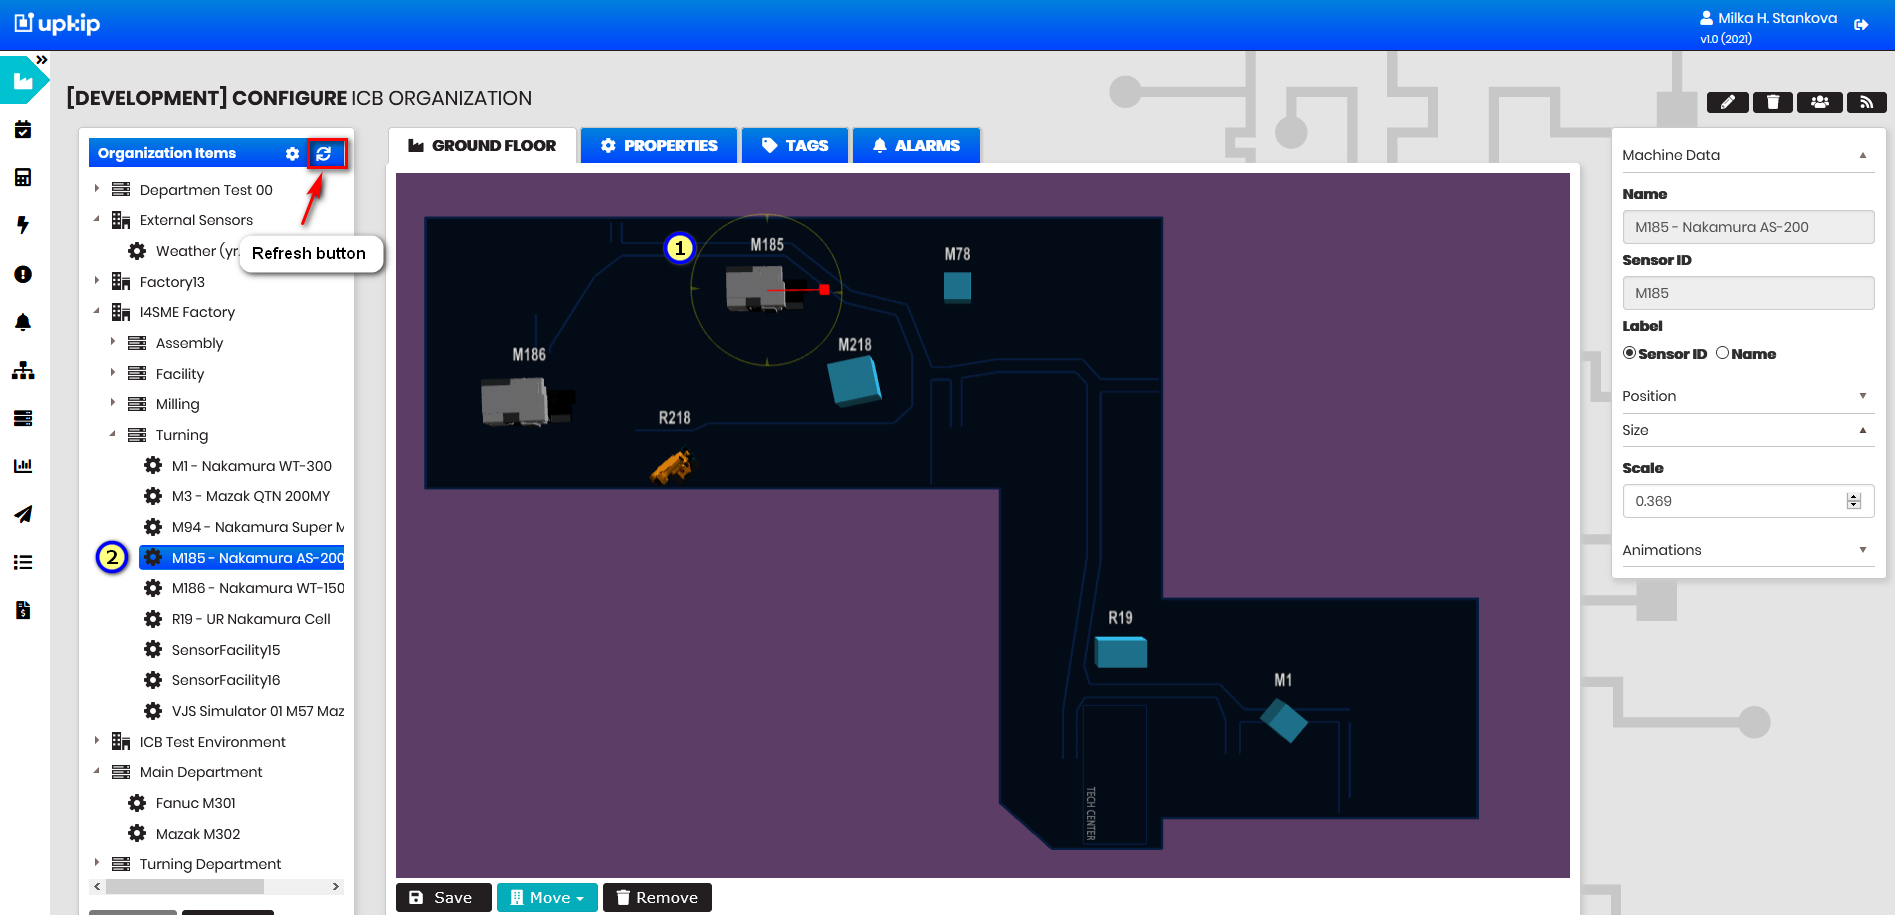 upkip
Milka H. Stankova
v1.0 (2021)
[DEVELOPMENT] CONFIGURE ICB ORGANIZATION
Organization Items
Departmen Test 00
External Sensors
Weather (yr.
Refresh button
Factory13
I4SME Factory
Assembly
Facility
Milling
Turning
M1 - Nakamura WT-300
M3 - Mazak QTN 200MY
M94 - Nakamura Super M
2
M185 - Nakamura AS-200
M186 - Nakamura WT-150
R19 - UR Nakamura Cell
SensorFacility15
SensorFacility16
VJS Simulator 01 M57 Maz
ICB Test Environment
Main Department
Fanuc M301
Mazak M302
Turning Department
GROUND FLOOR
PROPERTIES
TAGS
ALARMS
1
M185
M78
M186
M218
R218
R19
M1
TECH CENTER
Save
Move
Remove
Machine Data
Name
M185 - Nakamura AS-200
Sensor ID
M185
Label
Sensor ID Name
Position
Size
Scale
0.369
Animations